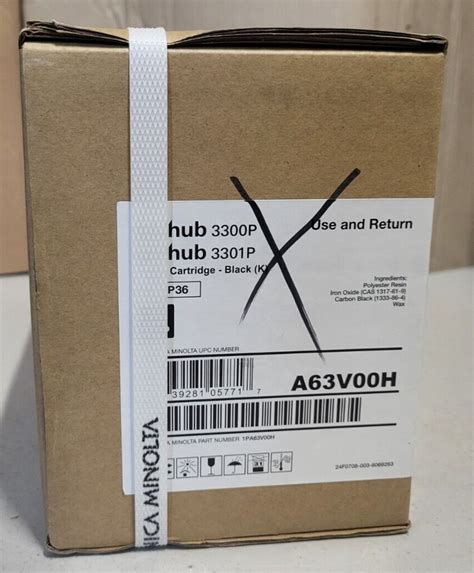 hub 3300P
hub 3301P
Cartridge - Black (K)
P36
Use and Return
Ingredients:
Polyester Resin
Iron Oxide (CAS 1317-61-9)
Carbon Black (1333-86-4)
Wax
MINOLTA UPC NUMBER
39281 05771 7
A63V00H
MINOLTA PART NUMBER 1PA63V00H
31
24F0708-003-8069263
ICA MINOLTA